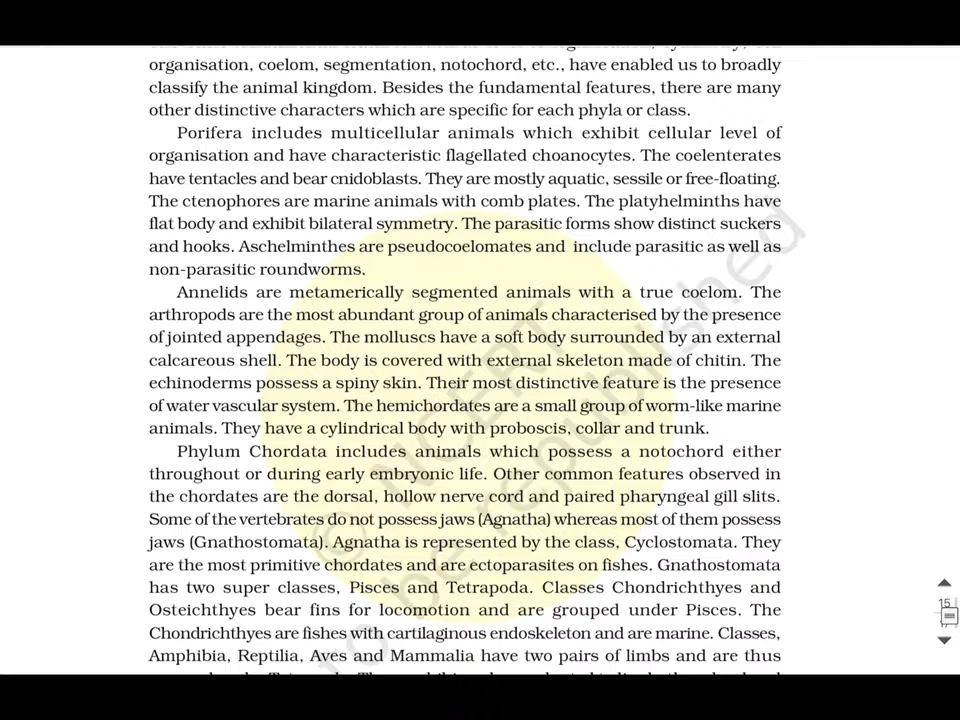 organisation, coelom, segmentation, notochord, etc., have enabled us to broadly
classify the animal kingdom. Besides the fundamental features, there are many
other distinctive characters which are specific for each phyla or class.
Porifera includes multicellular animals which exhibit cellular level of
organisation and have characteristic flagellated choanocytes. The coelenterates
have tentacles and bear cnidoblasts. They are mostly aquatic, sessile or free-floating.
The ctenophores are marine animals with comb plates. The platyhelminths have
flat body and exhibit bilateral symmetry. The parasitic forms show distinct suckers
and hooks. Aschelminthes are pseudocoelomates and include parasitic as well as
non-parasitic roundworms.
Annelids are metamerically segmented animals with a true coelom. The
arthropods are the most abundant group of animals characterised by the presence
of jointed appendages. The molluscs have a soft body surrounded by an external
calcareous shell. The body is covered with external skeleton made of chitin. The
echinoderms possess a spiny skin. Their most distinctive feature is the presence
of water vascular system. The hemichordates are a small group of worm-like marine
animals. They have a cylindrical body with proboscis, collar and trunk.
Phylum Chordata includes animals which possess a notochord either
throughout or during early embryonic life. Other common features observed in
the chordates are the dorsal, hollow nerve cord and paired pharyngeal gill slits.
Some of the vertebrates do not possess jaws (Agnatha) whereas most of them possess
jaws (Gnathostomata). Agnatha is represented by the class, Cyclostomata. They
are the most primitive chordates and are ectoparasites on fishes. Gnathostomata
has two super classes, Pisces and Tetrapoda. Classes Chondrichthyes and
Osteichthyes bear fins for locomotion and are grouped under Pisces. The
Chondrichthyes are fishes with cartilaginous endoskeleton and are marine. Classes,
Amphibia, Reptilia, Aves and Mammalia have two pairs of limbs and are thus
© NCERT
to be republished
15